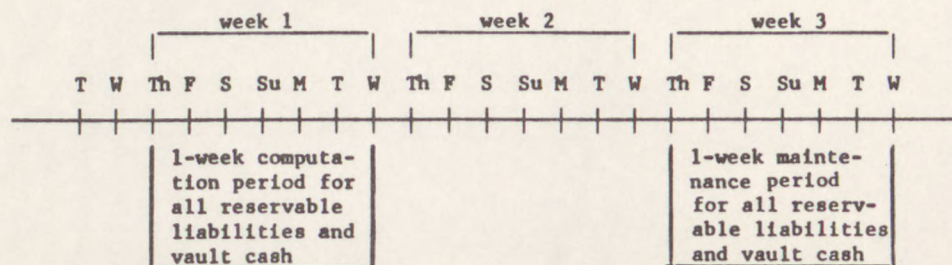 week 1 week 2 week 3
T W Th F S Su M T W Th F S Su M T W Th F S Su M T W
1-week computa-
tion period for
all reservable
liabilities and
vault cash
1-week mainte-
nance period
for all reserv-
able liabilities
and vault cash